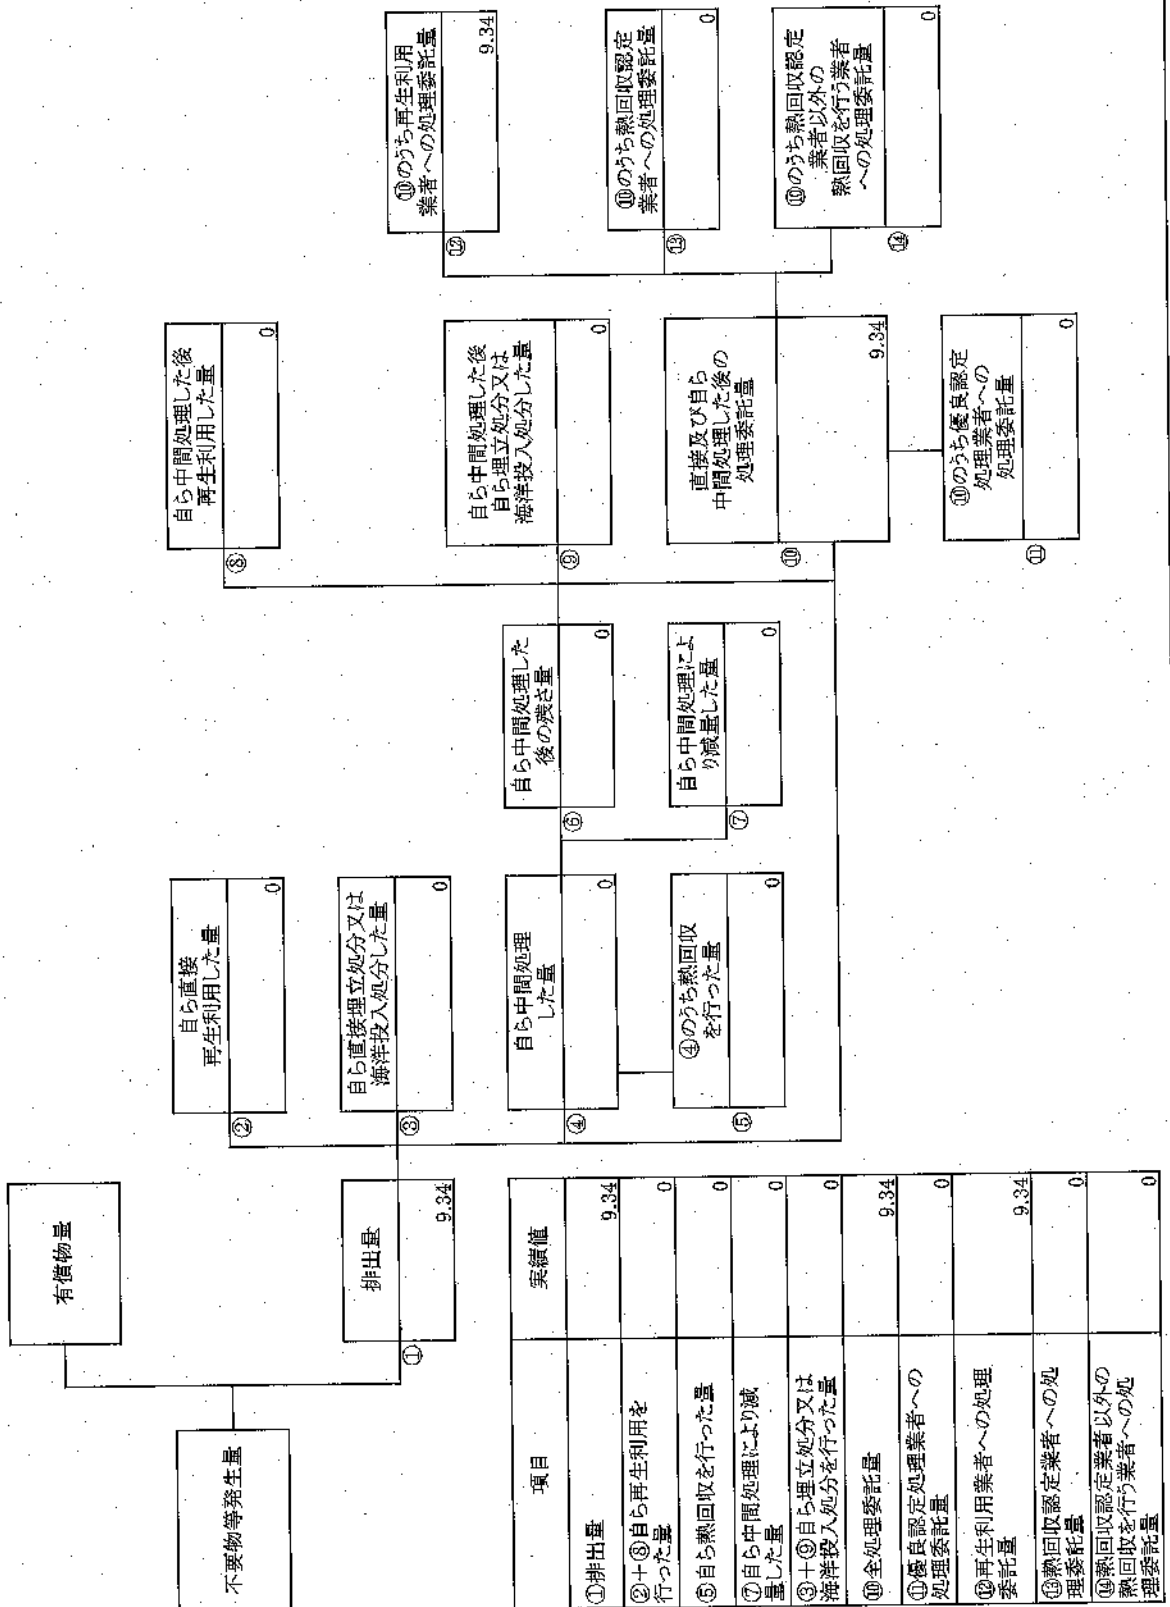 不要物等発生量
有償物量
①
排出量
9.34
②
自ら直接
再生利用した量
0
③
自ら直接埋立処分又は
海洋投入処分した量
0
④
自ら中間処理
した量
0
⑤
④のうち熱回収
を行った量
0
⑥
自ら中間処理した
後の残さ量
0
⑦
自ら中間処理によ
り減量した量
0
⑧
自ら中間処理した後
再生利用した量
0
⑨
自ら中間処理した後
自ら埋立処分又は
海洋投入処分した量
0
⑩
直接及び自ら
中間処理した後の
処理委託量
9.34
⑪
⑩のうち優良認定
処理業者への
処理委託量
0
⑫
⑩のうち再生利用
業者への処理委託量
9.34
⑬
⑩のうち熱回収認定
業者への処理委託量
0
⑭
⑩のうち熱回収認定
業者以外の
熱回収を行う業者
への処理委託量
0
項目 実績値
①排出量 9.34
②+⑧自ら再生利用を
行った量 0
⑤自ら熱回収を行った量 0
⑦自ら中間処理により減
量した量 0
③+⑨自ら埋立処分又は
海洋投入処分を行った量 0
⑩全処理委託量 9.34
⑪優良認定処理業者への
処理委託量 0
⑫再生利用業者への処理
委託量 9.34
⑬熱回収認定業者への処
理委託量 0
⑭熱回収認定業者以外の
熱回収を行う業者への処
理委託量 0